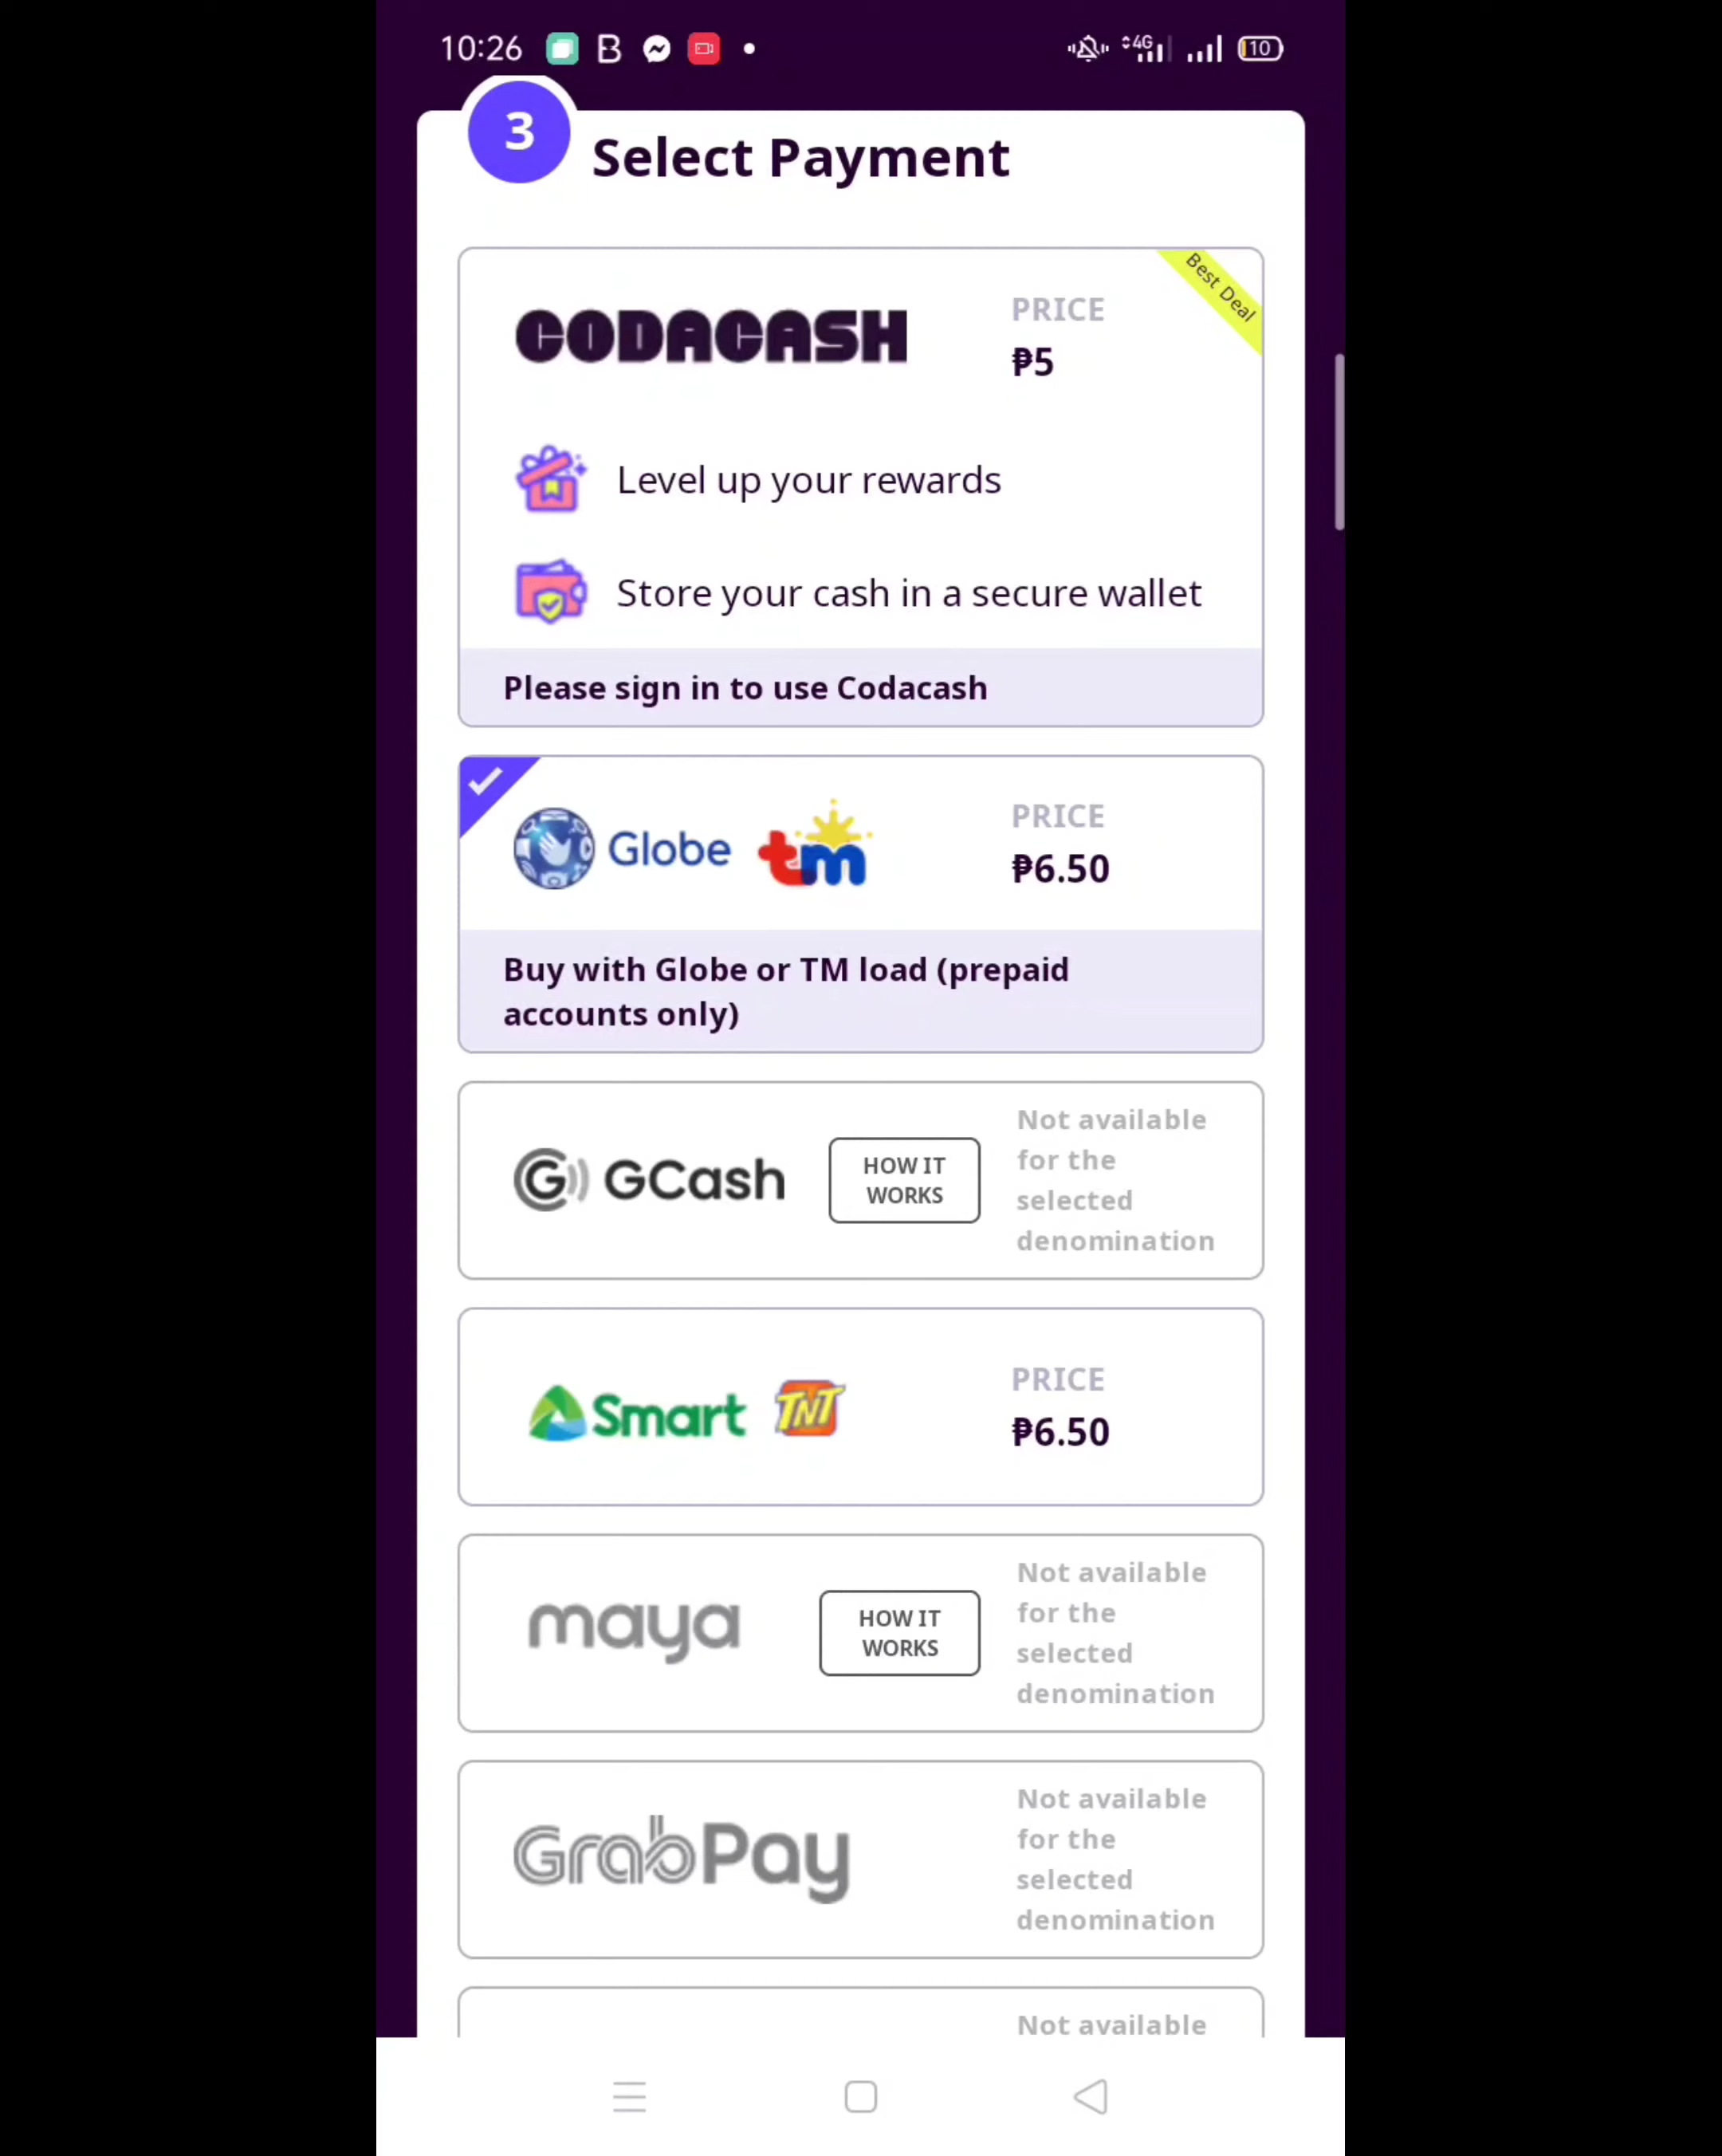 10:26
4G
10
3
Select Payment
Best Deal
CODACASH
PRICE
₱5
Level up your rewards
Store your cash in a secure wallet
Please sign in to use Codacash
Globe
tm
PRICE
₱6.50
Buy with Globe or TM load (prepaid
accounts only)
GCash
HOW IT
WORKS
Not available
for the
selected
denomination
Smart
TNT
PRICE
₱6.50
maya
HOW IT
WORKS
Not available
for the
selected
denomination
GrabPay
Not available
for the
selected
denomination
Not available